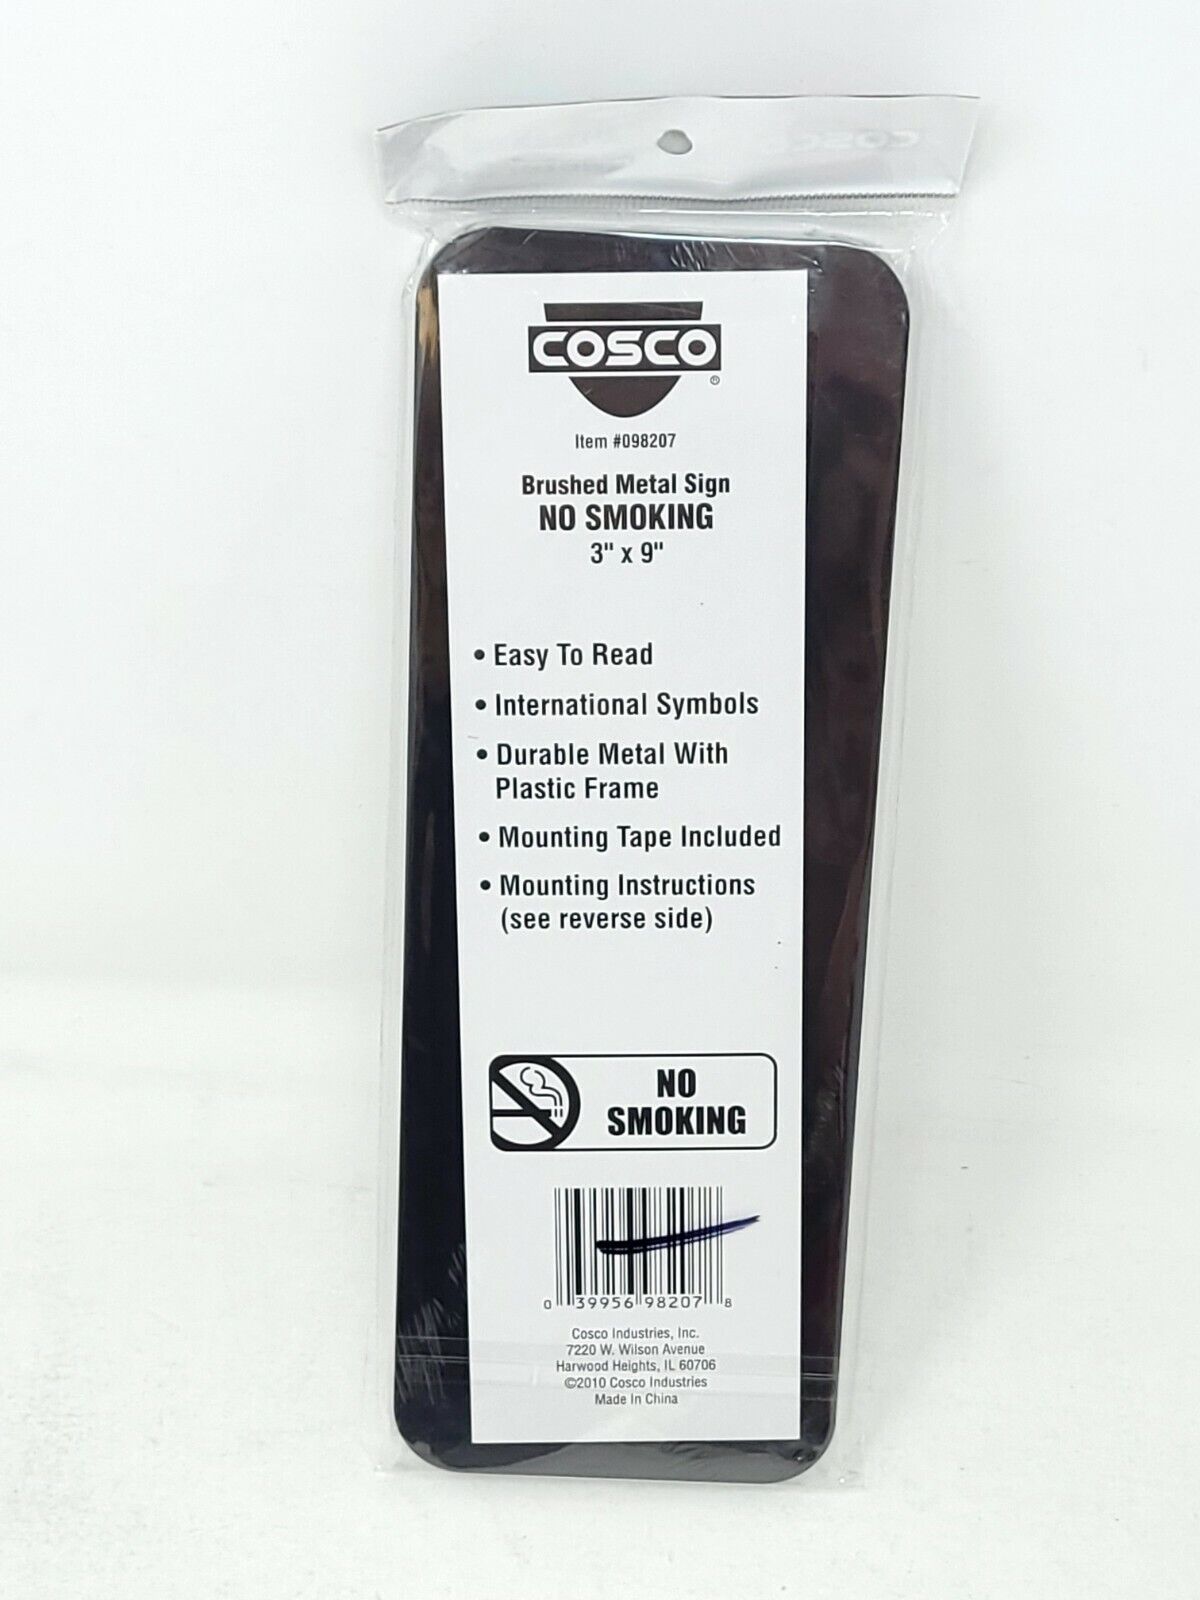 COSCO
COSCO
®
Item #098207
Brushed Metal Sign
NO SMOKING
3" x 9"
• Easy To Read
• International Symbols
• Durable Metal With
Plastic Frame
• Mounting Tape Included
• Mounting Instructions
(see reverse side)
NO
SMOKING
0 39956 98207 8
Cosco Industries, Inc.
7220 W. Wilson Avenue
Harwood Heights, IL 60706
©2010 Cosco Industries
Made In China